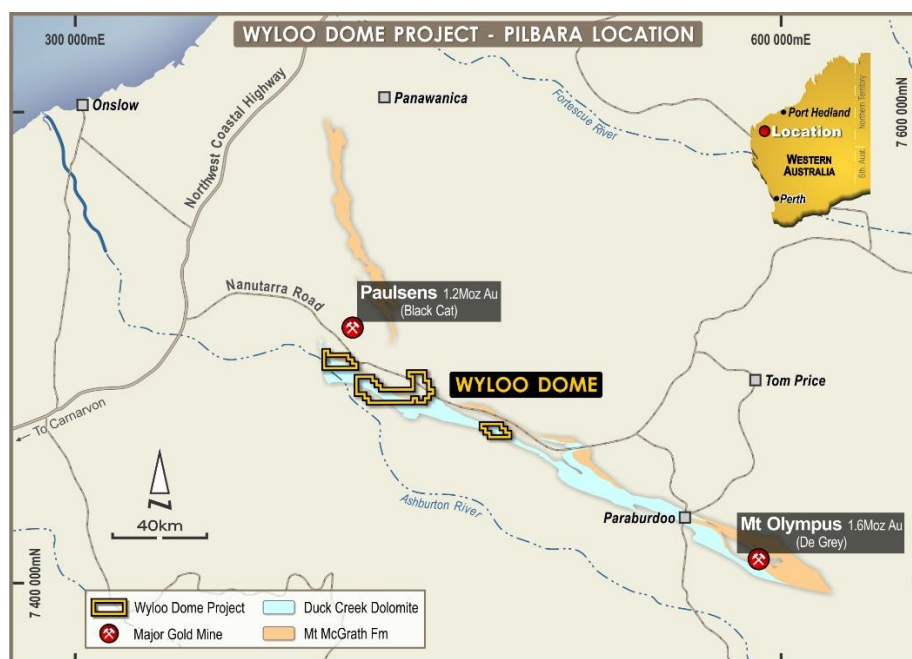 WYLOO DOME PROJECT - PILBARA LOCATION
300 000mE
600 000mE
7 600 000mN
Onslow
Northwest Coastal Highway
Panawanica
Fortescue River
Port Hedland
Location
WESTERN
AUSTRALIA
Perth
Northern Territory
Sth. Aust.
Nanutarra Road
Paulsens 1.2Moz Au
(Black Cat)
WYLOO DOME
Tom Price
To Carnarvon
N
40km
Ashburton River
Paraburdoo
Mt Olympus 1.6Moz Au
(De Grey)
7 400 000mN
Wyloo Dome Project
Duck Creek Dolomite
Major Gold Mine
Mt McGrath Fm